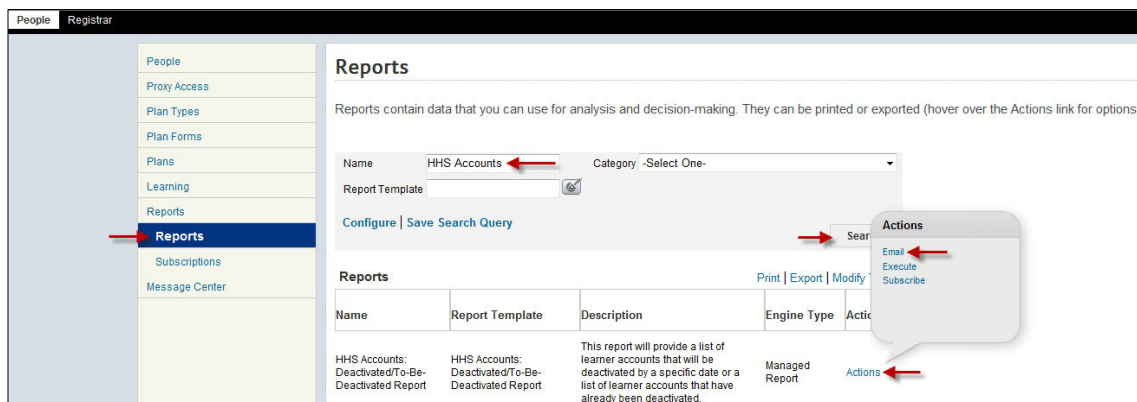 People Registrar
People
Proxy Access
Plan Types
Plan Forms
Plans
Learning
Reports
Reports
Subscriptions
Message Center
Reports
Reports contain data that you can use for analysis and decision-making. They can be printed or exported (hover over the Actions link for options
Name HHS Accounts Category -Select One-
Report Template
Configure | Save Search Query
Sear
Actions
Email
Execute
Subscribe
Reports
Print | Export | Modify T
Name Report Template Description Engine Type Actio
HHS Accounts:
Deactivated/To-Be-
Deactivated Report
HHS Accounts:
Deactivated/To-Be-
Deactivated Report
This report will provide a list of
learner accounts that will be
deactivated by a specific date or a
list of learner accounts that have
already been deactivated.
Managed
Report
Actions